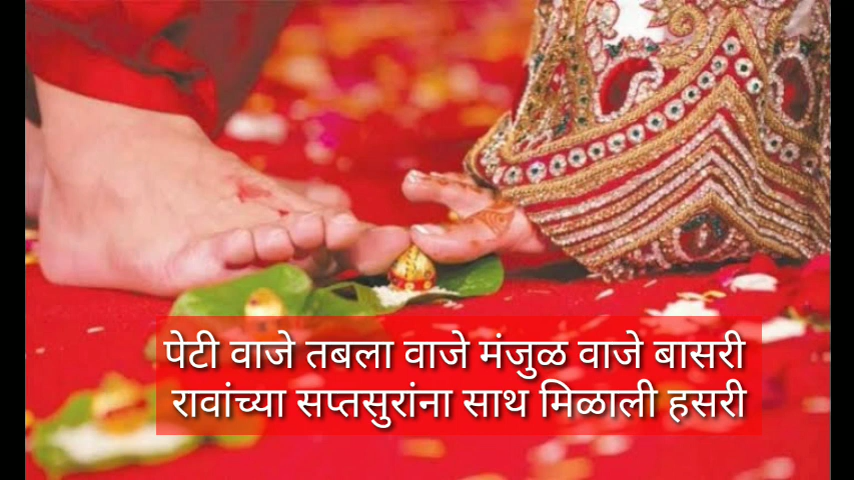 पेटी वाजे तबला वाजे मंजुळ वाजे बासरी
रावांच्या सप्तसुरांना साथ मिळाली हसरी